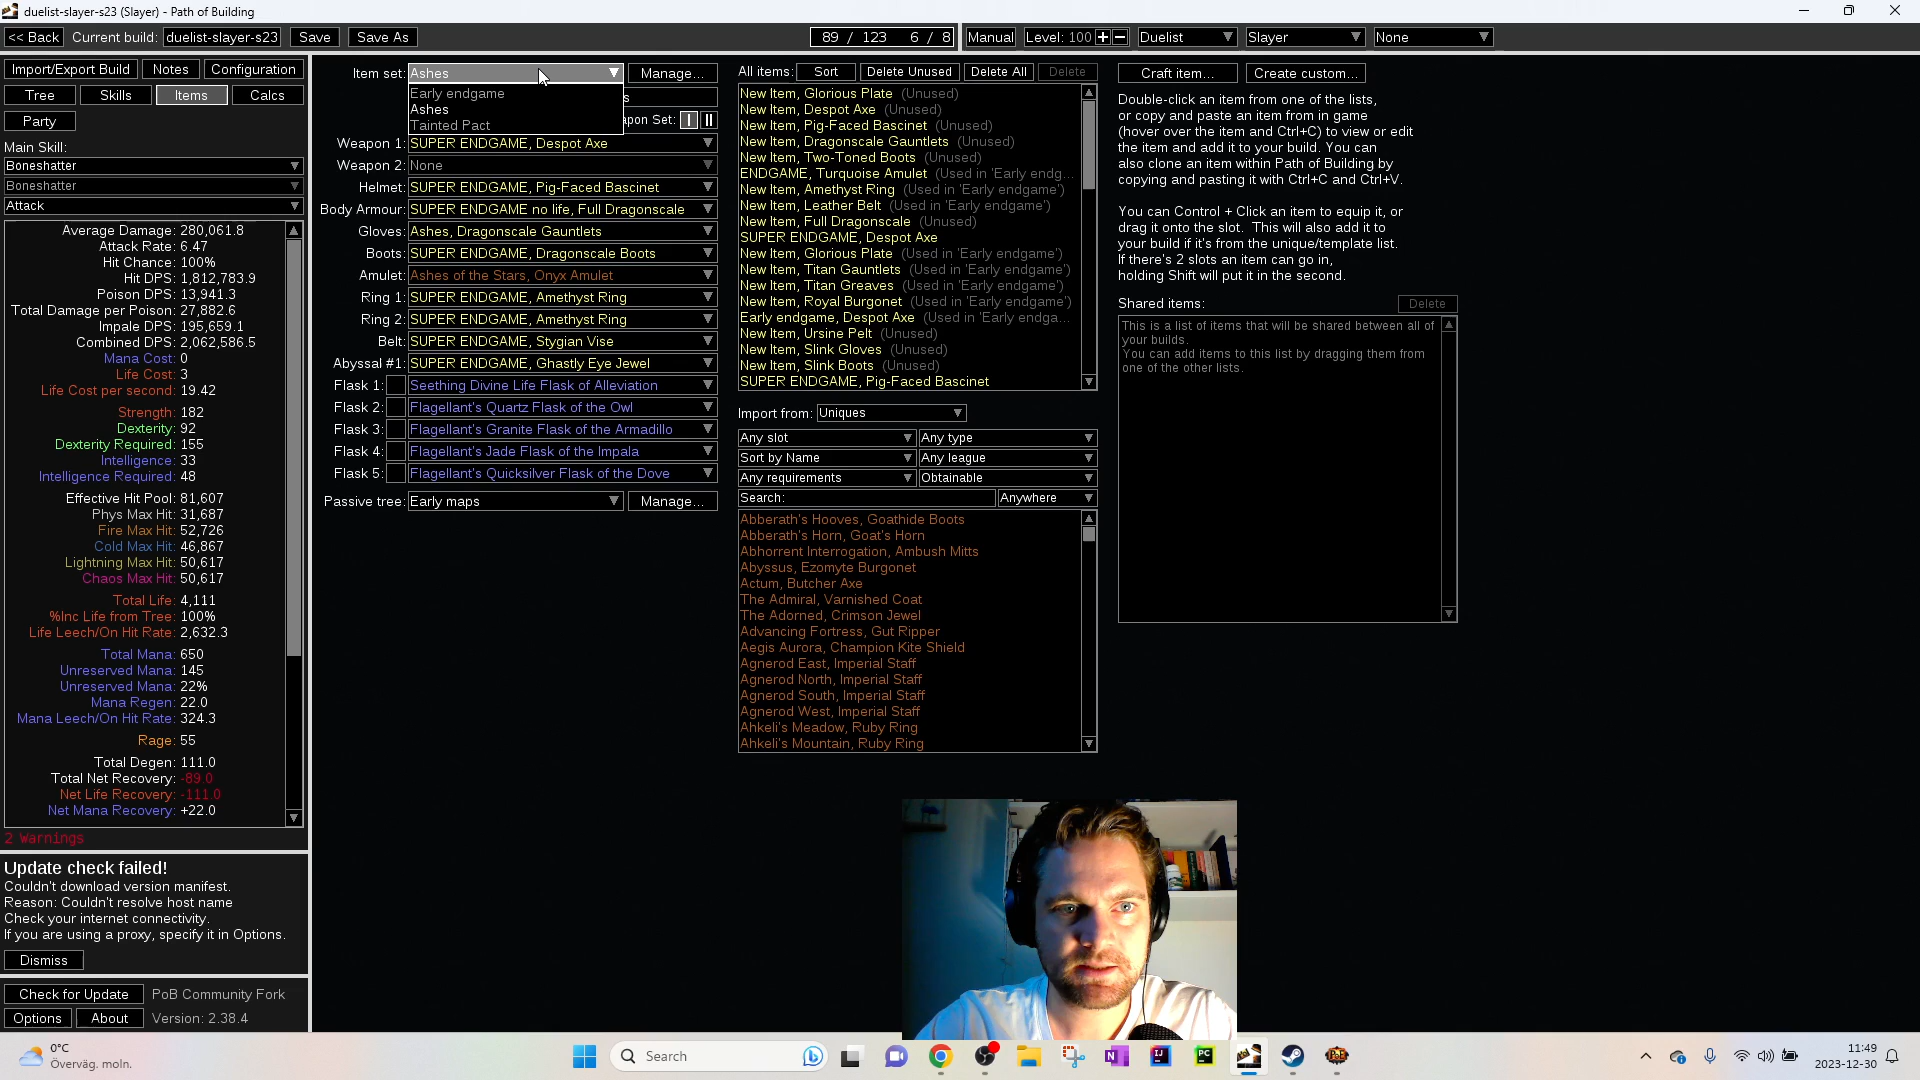 duelist-slayer-s23 (Slayer) - Path of Building
<< Back Current build: duelist-slayer-s23 Save Save As 89 / 123 6 / 8 Manual Level: 100 Duelist Slayer None
Import/Export Build Notes Configuration
Tree Skills Items Calcs
Party
Main Skill:
Boneshatter
Boneshatter
Attack
Average Damage: 280,061.8
Attack Rate: 6.47
Hit Chance: 100%
Hit DPS: 1,812,783.9
Poison DPS: 13,941.3
Total Damage per Poison: 27,882.6
Impale DPS: 195,659.1
Combined DPS: 2,062,586.5
Mana Cost: 0
Life Cost: 3
Life Cost per second: 19.42
Strength: 182
Dexterity: 92
Dexterity Required: 155
Intelligence: 33
Intelligence Required: 48
Effective Hit Pool: 81,607
Phys Max Hit: 31,687
Fire Max Hit: 52,726
Cold Max Hit: 46,867
Lightning Max Hit: 50,617
Chaos Max Hit: 50,617
Total Life: 4,111
%Inc Life from Tree: 100%
Life Leech/On Hit Rate: 2,632.3
Total Mana: 650
Unreserved Mana: 145
Unreserved Mana: 22%
Mana Regen: 22.0
Mana Leech/On Hit Rate: 324.3
Rage: 55
Total Degen: 111.0
Total Net Recovery: -89.0
Net Life Recovery: -111.0
Net Mana Recovery: +22.0
2 Warnings
Update check failed!
Couldn't download version manifest.
Reason: Couldn't resolve host name
Check your internet connectivity.
If you are using a proxy, specify it in Options.
Dismiss
Check for Update PoB Community Fork
Options About Version: 2.38.4
Item set: Ashes Manage...
Early endgame
Ashes
Tainted Pact
Weapon 1: SUPER ENDGAME, Despot Axe
Weapon 2: None
Helmet: SUPER ENDGAME, Pig-Faced Bascinet
Body Armour: SUPER ENDGAME no life, Full Dragonscale
Gloves: Ashes, Dragonscale Gauntlets
Boots: SUPER ENDGAME, Dragonscale Boots
Amulet: Ashes of the Stars, Onyx Amulet
Ring 1: SUPER ENDGAME, Amethyst Ring
Ring 2: SUPER ENDGAME, Amethyst Ring
Belt: SUPER ENDGAME, Stygian Vise
Abyssal #1: SUPER ENDGAME, Ghastly Eye Jewel
Flask 1: Seething Divine Life Flask of Alleviation
Flask 2: Flagellant's Quartz Flask of the Owl
Flask 3: Flagellant's Granite Flask of the Armadillo
Flask 4: Flagellant's Jade Flask of the Impala
Flask 5: Flagellant's Quicksilver Flask of the Dove
Passive tree: Early maps Manage...
s
pon Set: I II
All items: Sort Delete Unused Delete All Delete
New Item, Glorious Plate (Unused)
New Item, Despot Axe (Unused)
New Item, Pig-Faced Bascinet (Unused)
New Item, Dragonscale Gauntlets (Unused)
New Item, Two-Toned Boots (Unused)
ENDGAME, Turquoise Amulet (Used in 'Early endg...
New Item, Amethyst Ring (Used in 'Early endgame')
New Item, Leather Belt (Used in 'Early endgame')
New Item, Full Dragonscale (Unused)
SUPER ENDGAME, Despot Axe
New Item, Glorious Plate (Used in 'Early endgame')
New Item, Titan Gauntlets (Used in 'Early endgame')
New Item, Titan Greaves (Used in 'Early endgame')
New Item, Royal Burgonet (Used in 'Early endgame')
Early endgame, Despot Axe (Used in 'Early endga...
New Item, Ursine Pelt (Unused)
New Item, Slink Gloves (Unused)
New Item, Slink Boots (Unused)
SUPER ENDGAME, Pig-Faced Bascinet
Import from: Uniques
Any slot Any type
Sort by Name Any league
Any requirements Obtainable
Search: Anywhere
Abberath's Hooves, Goathide Boots
Abberath's Horn, Goat's Horn
Abhorrent Interrogation, Ambush Mitts
Abyssus, Ezomyte Burgonet
Actum, Butcher Axe
The Admiral, Varnished Coat
The Adorned, Crimson Jewel
Advancing Fortress, Gut Ripper
Aegis Aurora, Champion Kite Shield
Agnerod East, Imperial Staff
Agnerod North, Imperial Staff
Agnerod South, Imperial Staff
Agnerod West, Imperial Staff
Ahkeli's Meadow, Ruby Ring
Ahkeli's Mountain, Ruby Ring
Craft item... Create custom...
Double-click an item from one of the lists,
or copy and paste an item from in game
(hover over the item and Ctrl+C) to view or edit
the item and add it to your build. You can
also clone an item within Path of Building by
copying and pasting it with Ctrl+C and Ctrl+V.
You can Control + Click an item to equip it, or
drag it onto the slot. This will also add it to
your build if it's from the unique/template list.
If there's 2 slots an item can go in,
holding Shift will put it in the second.
Shared items: Delete
This is a list of items that will be shared between all of
your builds.
You can add items to this list by dragging them from
one of the other lists.
0°C
Överväg. moln.
Search
11:49
2023-12-30